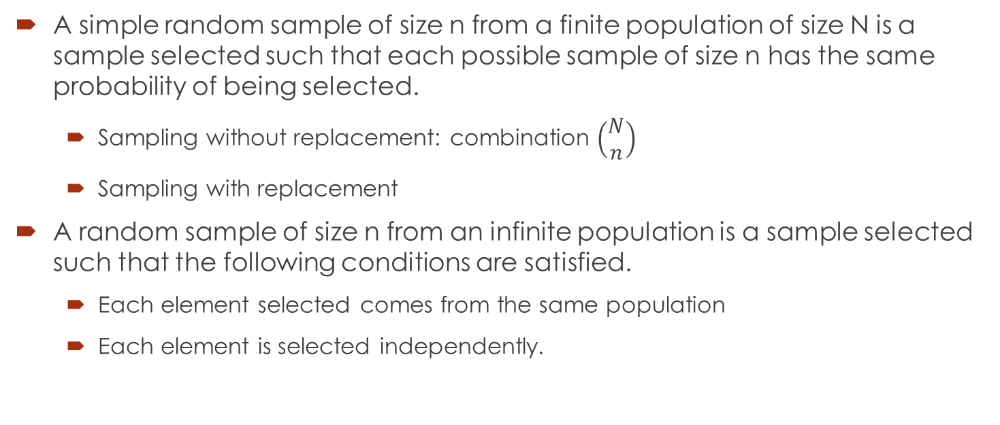 A simple random sample of size n from a finite population of size N is a
sample selected such that each possible sample of size n has the same
probability of being selected.
Sampling without replacement: combination $\binom{N}{n}$
Sampling with replacement
A random sample of size n from an infinite population is a sample selected
such that the following conditions are satisfied.
Each element selected comes from the same population
Each element is selected independently.